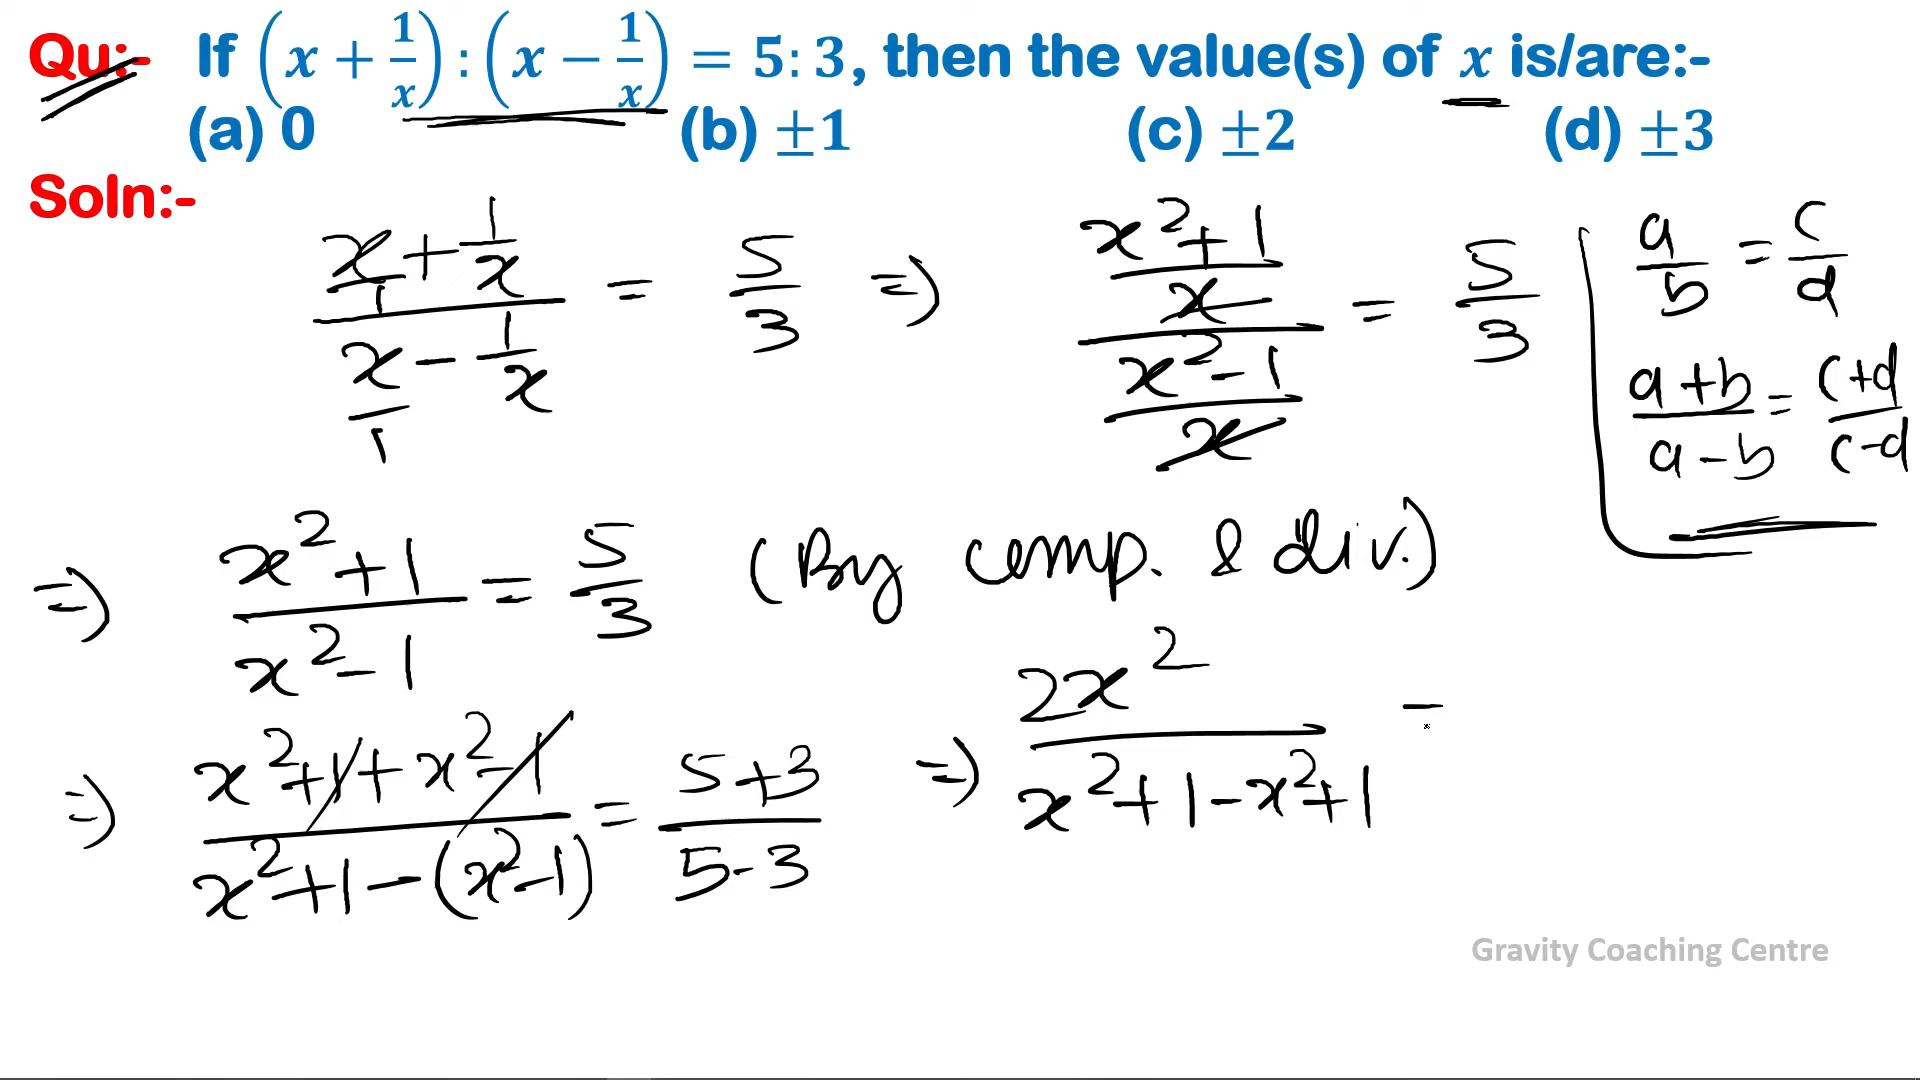 Qu:- If (x + 1/x) : (x − 1/x) = 5: 3, then the value(s) of x is/are:-
(a) 0 (b) ±1 (c) ±2 (d) ±3
Soln:-
(x/1 + 1/x)/(x/1 − 1/x) = 5/3 => ((x²+1)/x)/((x²−1)/x) = 5/3
a/b = c/d
(a+b)/(a−b) = (c+d)/(c−d)
=> (x²+1)/(x²−1) = 5/3 (By comp. & div.)
=> (x²+1+x²−1)/(x²+1−(x²−1)) = (5+3)/(5-3) => 2x²/(x²+1−x²+1) −
Gravity Coaching Centre